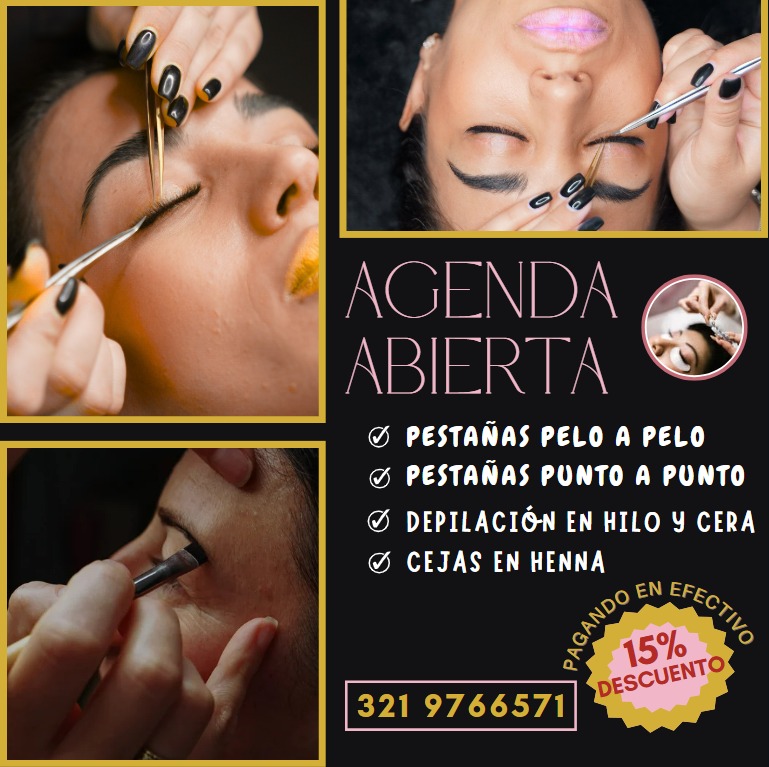 AGENDA
ABIERTA
PESTAÑAS PELO A PELO
PESTAÑAS PUNTO A PUNTO
DEPILACIÓN EN HILO Y CERA
CEJAS EN HENNA
PAGANDO EN EFECTIVO
15%
DESCUENTO
321 9766571